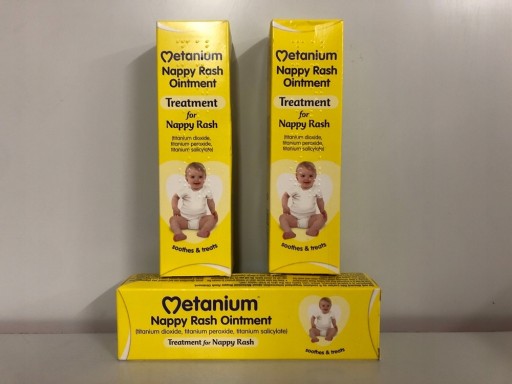 Metanium
Nappy Rash
Ointment
Treatment
for
Nappy Rash
(titanium dioxide,
titanium peroxide,
titanium salicylate)
soothes & treats
Metanium
Nappy Rash
Ointment
Treatment
for
Nappy Rash
(titanium dioxide,
titanium peroxide,
titanium salicylate)
soothes & treats
Metanium
Nappy Rash Ointment
(titanium dioxide, titanium peroxide, titanium salicylate)
Treatment for Nappy Rash
soothes & treats